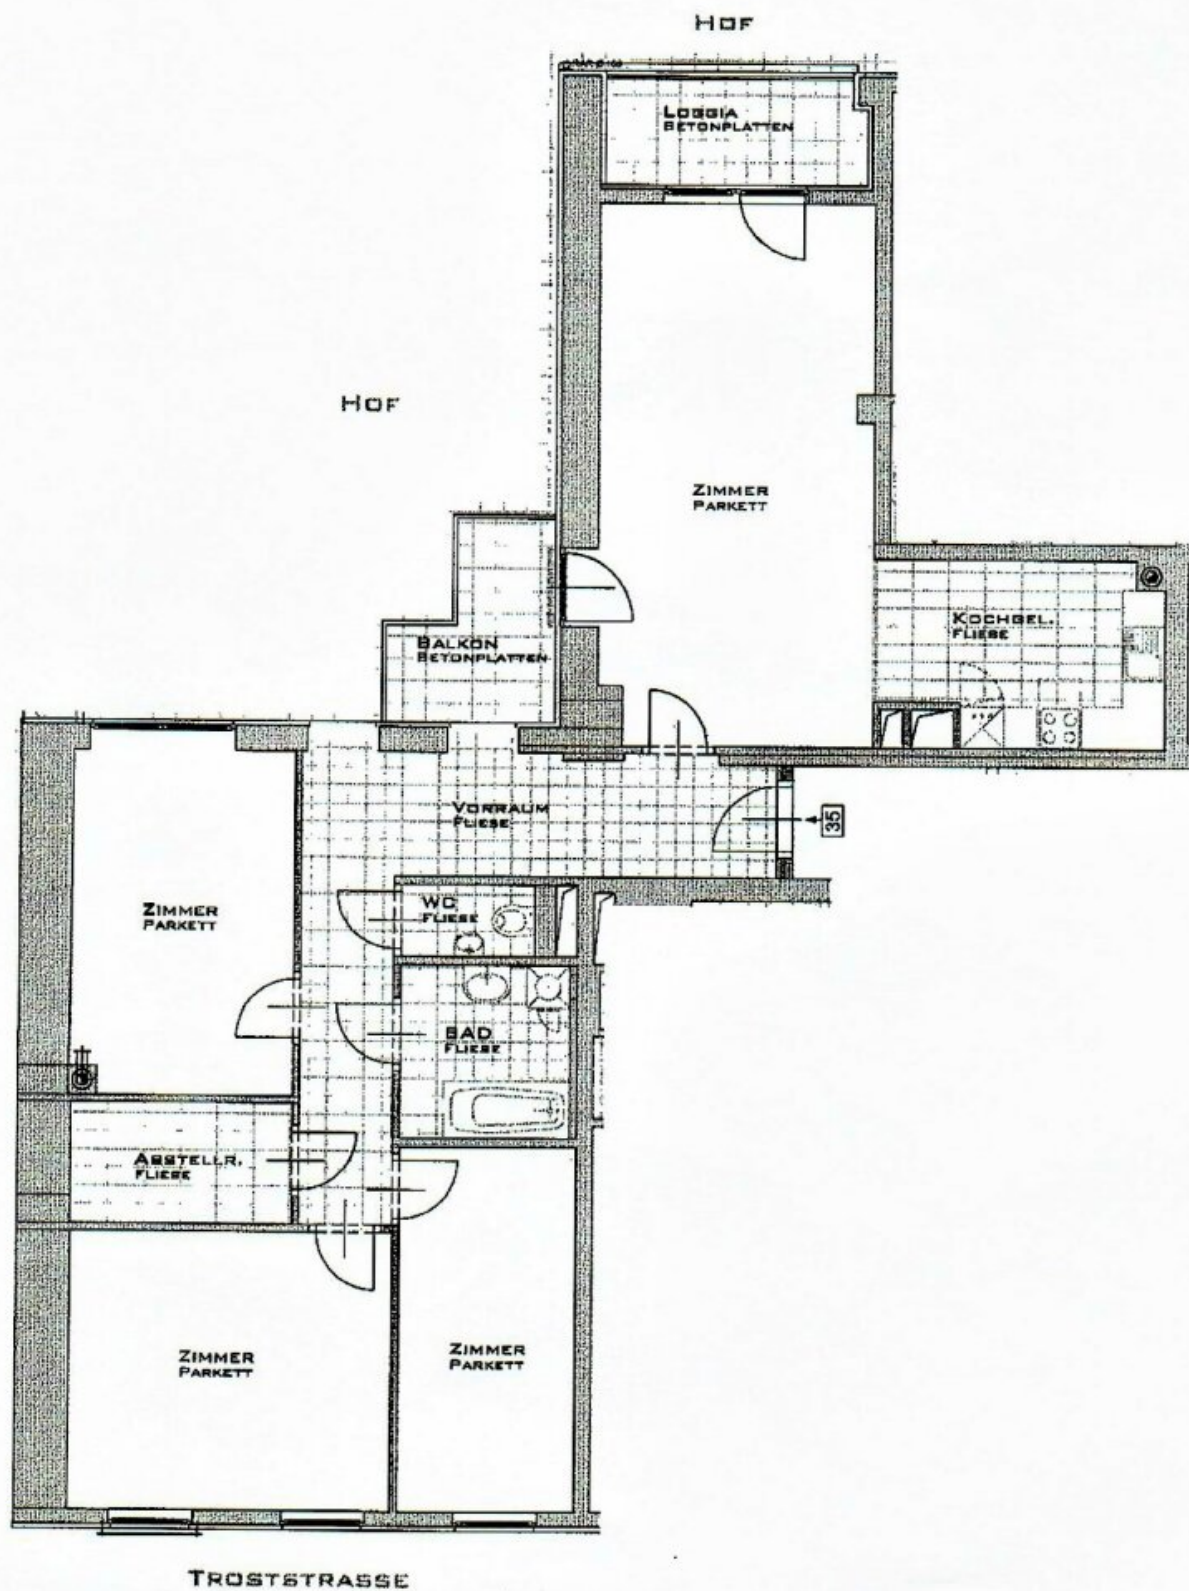 HOF
LOGGIA
BETONPLATTEN
HOF
ZIMMER
PARKETT
KOCHGEL.
FLIESE
BALKON
BETONPLATTEN
VORRAUM
FLIESE
35
WC
FLIESE
ZIMMER
PARKETT
BAD
FLIESE
ABSTELLR.
FLIESE
ZIMMER
PARKETT
ZIMMER
PARKETT
TROSTSTRASSE